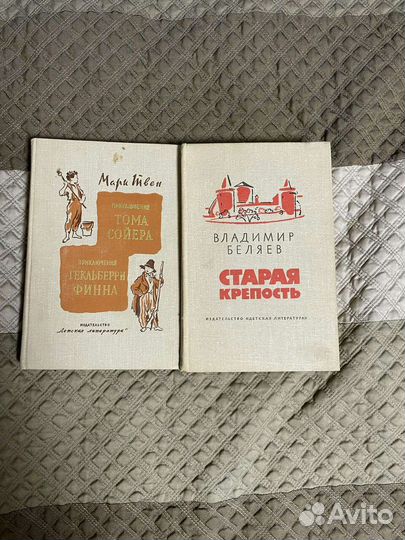 Марк Твен
ПРИКЛЮЧЕНИЯ
ТОМА
СОЙЕРА
ПРИКЛЮЧЕНИЯ
ГЕКЛЬБЕРРИ
ФИННА
ИЗДАТЕЛЬСТВО
„Детская литература"
ВЛАДИМИР
БЕЛЯЕВ
СТАРАЯ
КРЕПОСТЬ
ИЗДАТЕЛЬСТВО «ДЕТСКАЯ ЛИТЕРАТУРА»
Avito